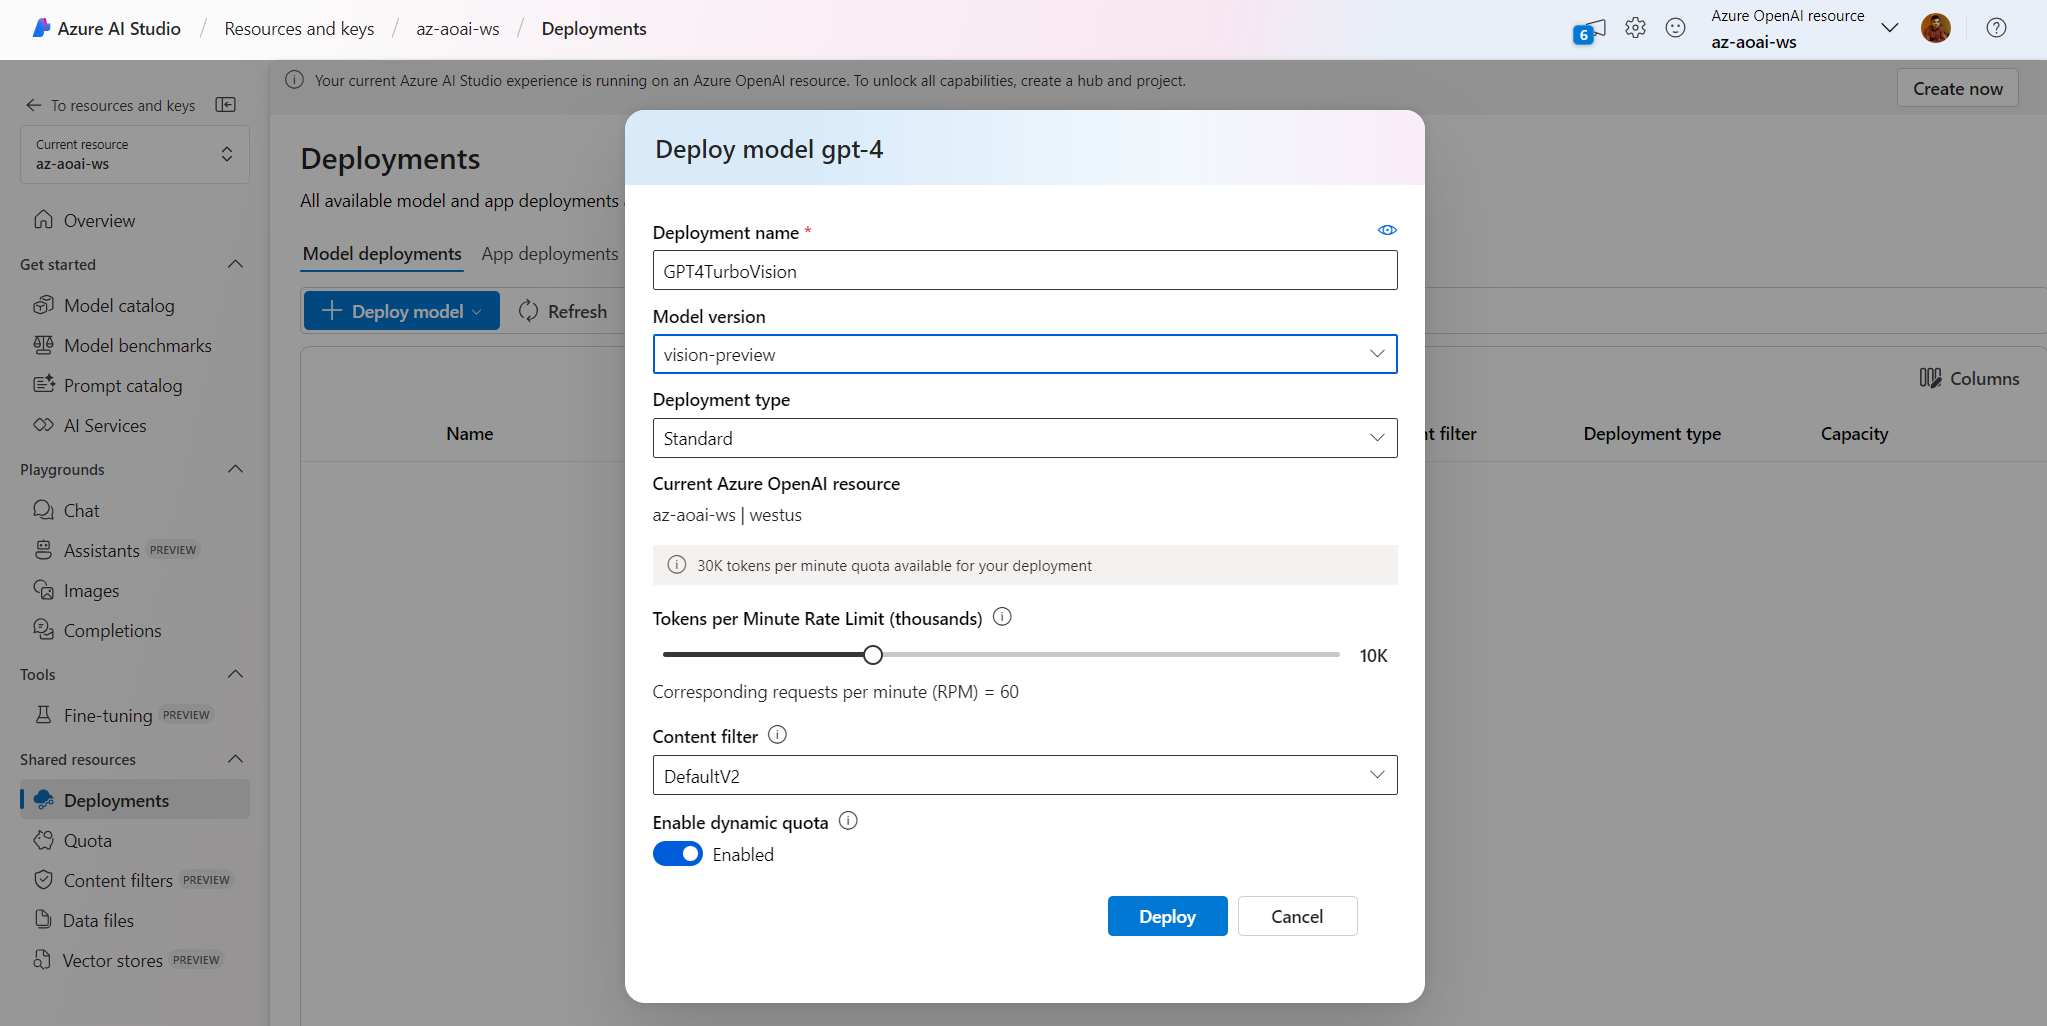 Azure AI Studio / Resources and keys / az-aoai-ws / Deployments
6
Azure OpenAI resource
az-aoai-ws
Your current Azure AI Studio experience is running on an Azure OpenAI resource. To unlock all capabilities, create a hub and project.
Create now
To resources and keys
Current resource
az-aoai-ws
Overview
Get started
Model catalog
Model benchmarks
Prompt catalog
AI Services
Playgrounds
Chat
Assistants PREVIEW
Images
Completions
Tools
Fine-tuning PREVIEW
Shared resources
Deployments
Quota
Content filters PREVIEW
Data files
Vector stores PREVIEW
Deployments
All available model and app deployments
Model deployments App deployments
Deploy model Refresh
Columns
Name filter Deployment type Capacity
Deploy model gpt-4
Deployment name *
GPT4TurboVision
Model version
vision-preview
Deployment type
Standard
Current Azure OpenAI resource
az-aoai-ws | westus
30K tokens per minute quota available for your deployment
Tokens per Minute Rate Limit (thousands)
10K
Corresponding requests per minute (RPM) = 60
Content filter
DefaultV2
Enable dynamic quota
Enabled
Deploy Cancel